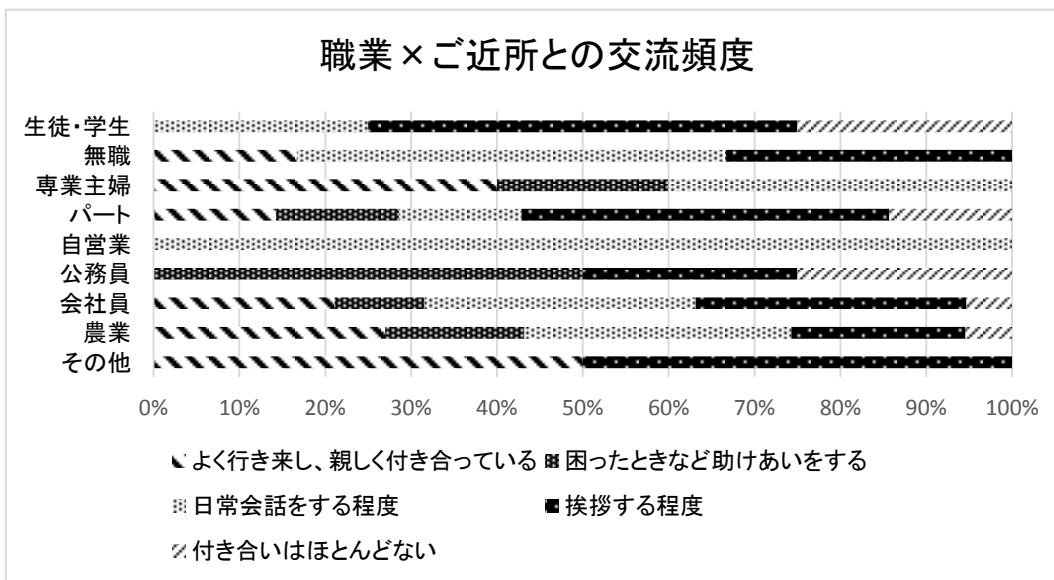 職業×ご近所との交流頻度
生徒・学生
無職
専業主婦
パート
自営業
公務員
会社員
農業
その他
0% 10% 20% 30% 40% 50% 60% 70% 80% 90% 100%
よく行き来し、親しく付き合っている 困ったときなど助けあいをする
日常会話をする程度 挨拶する程度
付き合いはほとんどない